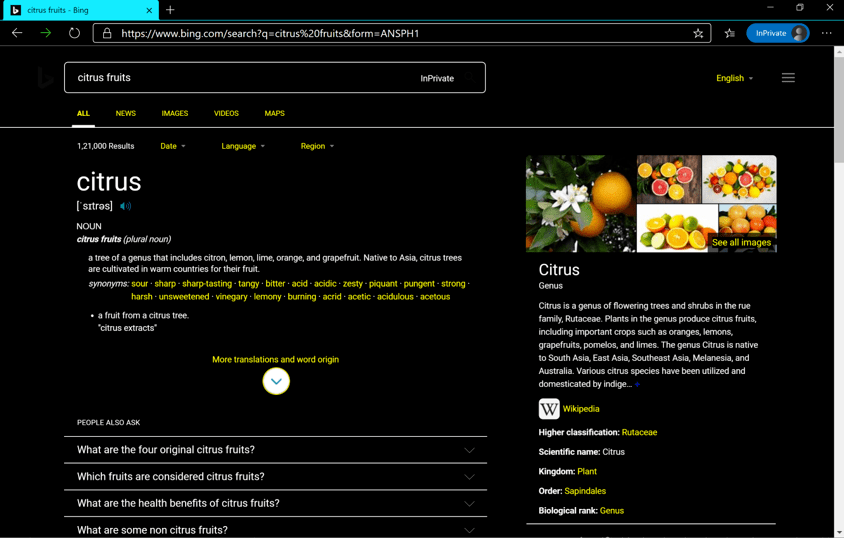 citrus fruits - Bing
https://www.bing.com/search?q=citrus%20fruits&form=ANSPH1
InPrivate
citrus fruits
InPrivate
English
ALL
NEWS
IMAGES
VIDEOS
MAPS
1,21,000 Results
Date
Language
Region
citrus
[ˈsɪtrəs]
NOUN
citrus fruits (plural noun)
a tree of a genus that includes citron, lemon, lime, orange, and grapefruit. Native to Asia, citrus trees
are cultivated in warm countries for their fruit.
synonyms: sour · sharp · sharp-tasting · tangy · bitter · acid · acidic · zesty · piquant · pungent · strong ·
harsh · unsweetened · vinegary · lemony · burning · acrid · acetic · acidulous · acetous
• a fruit from a citrus tree.
"citrus extracts"
More translations and word origin
PEOPLE ALSO ASK
What are the four original citrus fruits?
Which fruits are considered citrus fruits?
What are the health benefits of citrus fruits?
What are some non citrus fruits?
See all images
Citrus
Genus
Citrus is a genus of flowering trees and shrubs in the rue
family, Rutaceae. Plants in the genus produce citrus fruits,
including important crops such as oranges, lemons,
grapefruits, pomelos, and limes. The genus Citrus is native
to South Asia, East Asia, Southeast Asia, Melanesia, and
Australia. Various citrus species have been utilized and
domesticated by indige...
W Wikipedia
Higher classification: Rutaceae
Scientific name: Citrus
Kingdom: Plant
Order: Sapindales
Biological rank: Genus